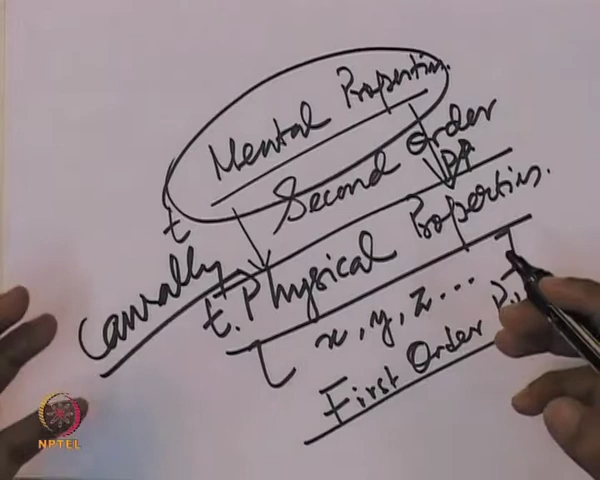 Mental Properties.
Second Order
t
Causally
t. Physical Properties.
x, y, z...
First Order
NPTEL